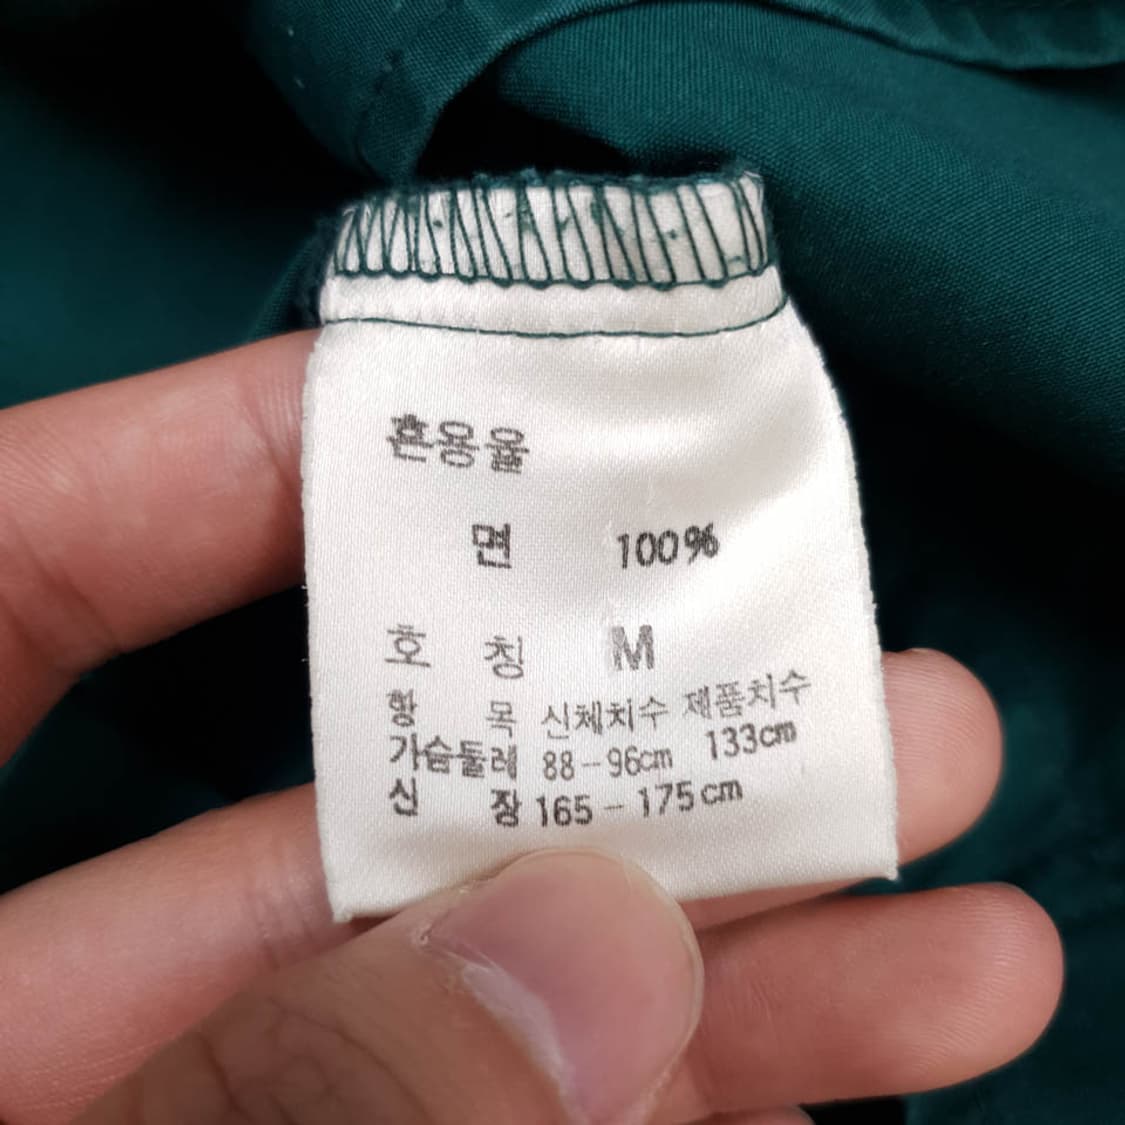 혼용율
면 100%
호 칭 M
항 목 신체치수 제품치수
가슴둘레 88-96cm 133cm
신 장 165-175cm